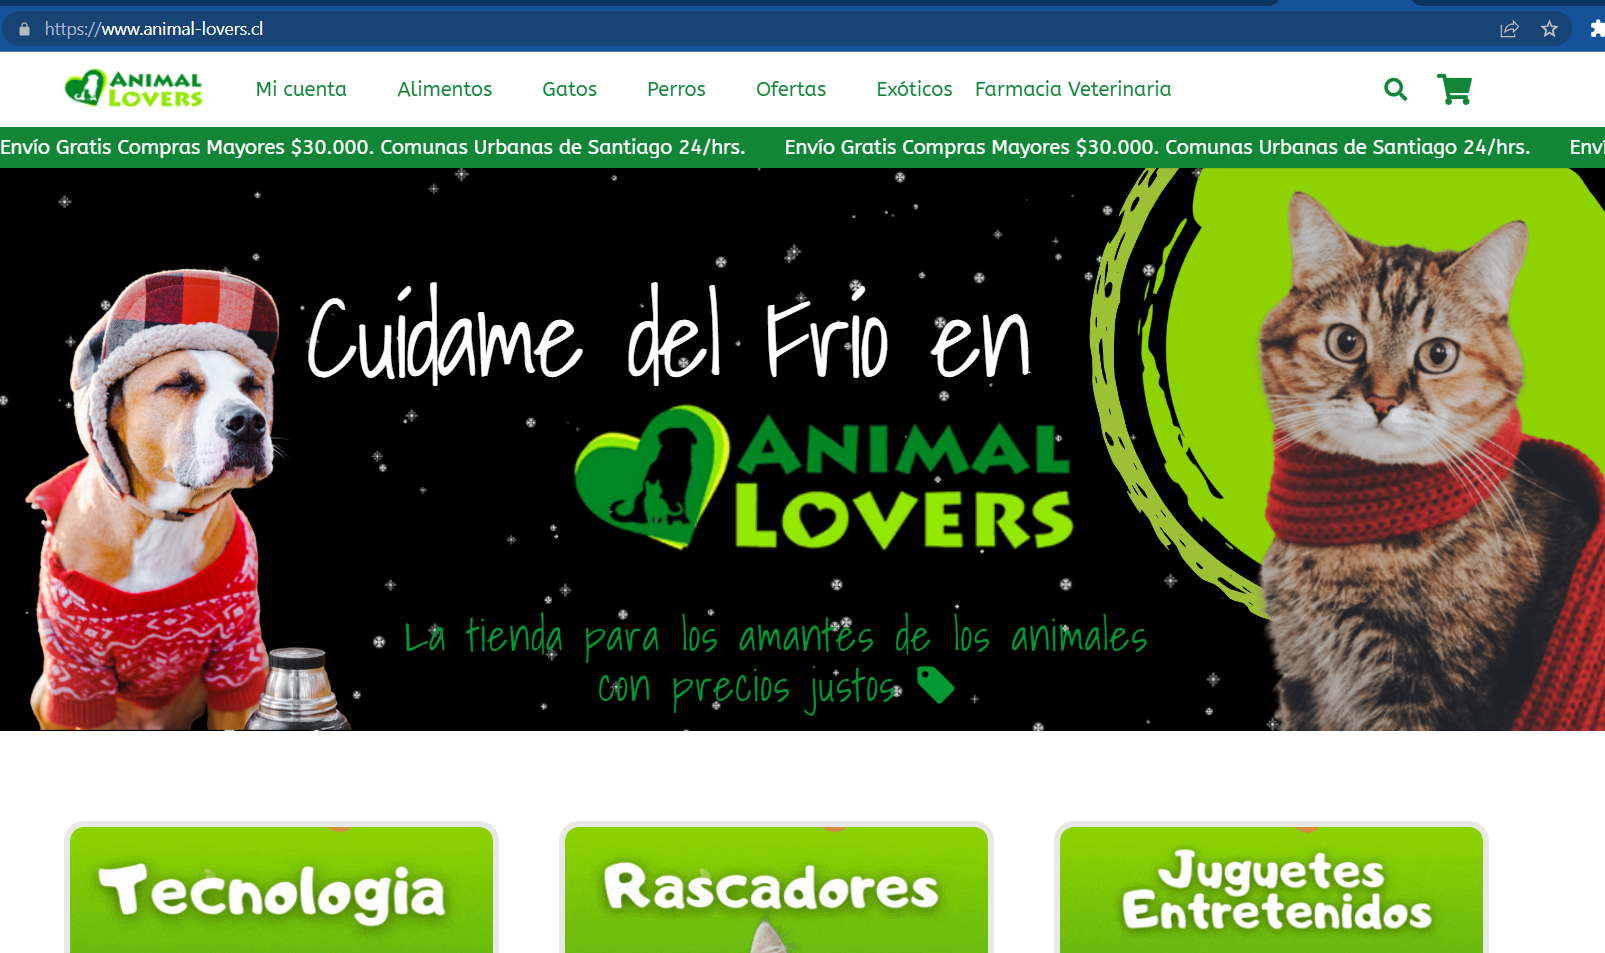 https://www.animal-lovers.cl
ANIMAL
LOVERS
Mi cuenta
Alimentos
Gatos
Perros
Ofertas
Exóticos
Farmacia Veterinaria
Envío Gratis Compras Mayores $30.000. Comunas Urbanas de Santiago 24/hrs.
Envío Gratis Compras Mayores $30.000. Comunas Urbanas de Santiago 24/hrs.
Enví
Cuídame del Frío en
ANIMAL
LOVERS
La tienda para los amantes de los animales
con precios justos
Tecnologia
Rascadores
Juguetes
Entretenidos